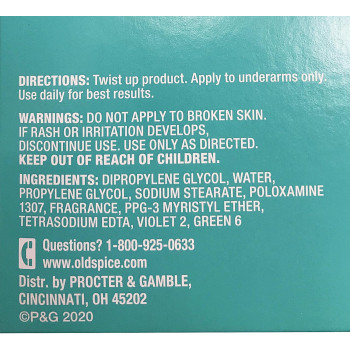 DIRECTIONS: Twist up product. Apply to underarms only.
Use daily for best results.
WARNINGS: DO NOT APPLY TO BROKEN SKIN.
IF RASH OR IRRITATION DEVELOPS,
DISCONTINUE USE. USE ONLY AS DIRECTED.
KEEP OUT OF REACH OF CHILDREN.
INGREDIENTS: DIPROPYLENE GLYCOL, WATER,
PROPYLENE GLYCOL, SODIUM STEARATE, POLOXAMINE
1307, FRAGRANCE, PPG-3 MYRISTYL ETHER,
TETRASODIUM EDTA, VIOLET 2, GREEN 6
Questions? 1-800-925-0633
www.oldspice.com
Distr. by PROCTER & GAMBLE,
CINCINNATI, OH 45202
©P&G 2020